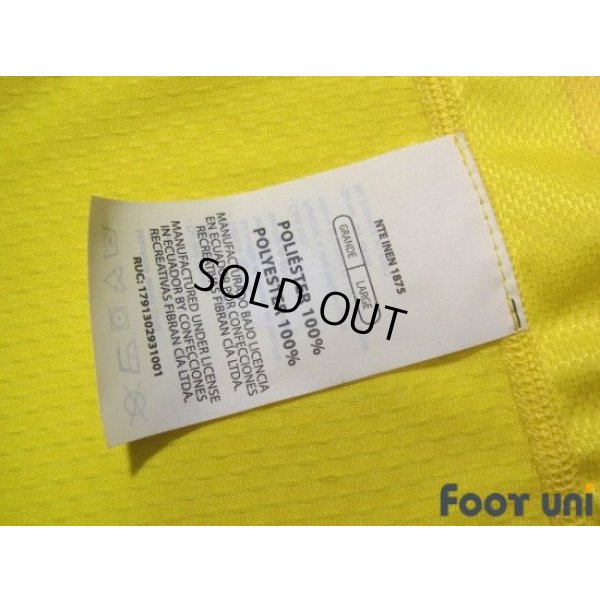 NTE INEN 1875
GRANDE LARGE
POLIÉSTER 100%
POLYESTER 100%
MANUFACTURADO BAJO LICENCIA
EN ECUADOR POR CONFECCIONES
RECREATIVAS FIBRAN CÍA LTDA.
MANUFACTURED UNDER LICENSE
IN ECUADOR BY CONFECCIONES
RECREATIVAS FIBRAN CÍA LTDA.
RUC: 1791302931001
SOLD OUT
FOOT UNI